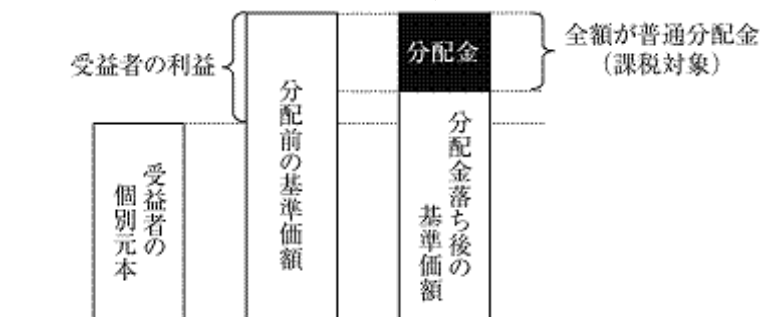 受益者の利益
分配金
全額が普通分配金
(課税対象)
受益者の
個別元本
分配前の基準価額
分配金落ち後の
基準価額